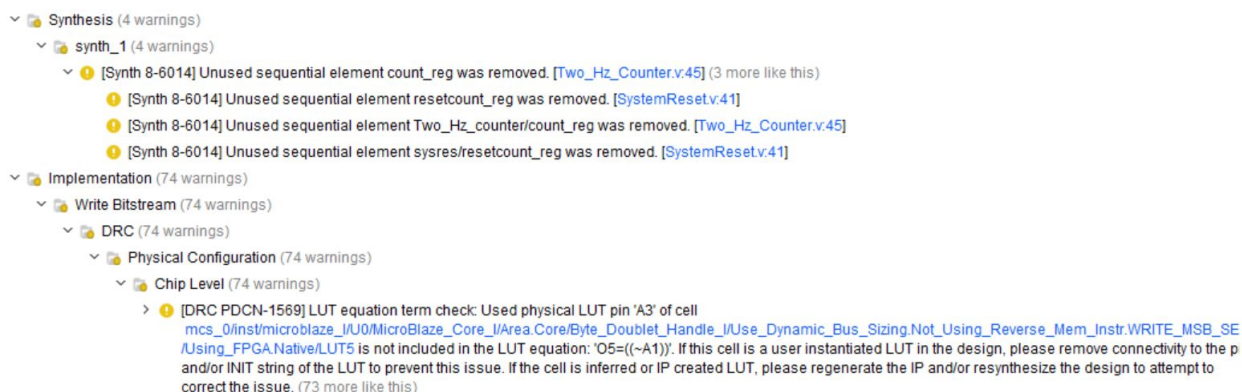 Synthesis (4 warnings)
synth_1 (4 warnings)
[Synth 8-6014] Unused sequential element count_reg was removed. [Two_Hz_Counter.v:45] (3 more like this)
[Synth 8-6014] Unused sequential element resetcount_reg was removed. [SystemReset.v:41]
[Synth 8-6014] Unused sequential element Two_Hz_counter/count_reg was removed. [Two_Hz_Counter.v:45]
[Synth 8-6014] Unused sequential element sysres/resetcount_reg was removed. [SystemReset.v:41]
Implementation (74 warnings)
Write Bitstream (74 warnings)
DRC (74 warnings)
Physical Configuration (74 warnings)
Chip Level (74 warnings)
[DRC PDCN-1569] LUT equation term check: Used physical LUT pin 'A3' of cell
mcs_0/inst/microblaze_I/U0/MicroBlaze_Core_I/Area.Core/Byte_Doublet_Handle_I/Use_Dynamic_Bus_Sizing.Not_Using_Reverse_Mem_Instr.WRITE_MSB_SE
/Using_FPGA.Native/LUT5 is not included in the LUT equation: 'O5=((~A1))'. If this cell is a user instantiated LUT in the design, please remove connectivity to the p
and/or INIT string of the LUT to prevent this issue. If the cell is inferred or IP created LUT, please regenerate the IP and/or resynthesize the design to attempt to
correct the issue. (73 more like this)